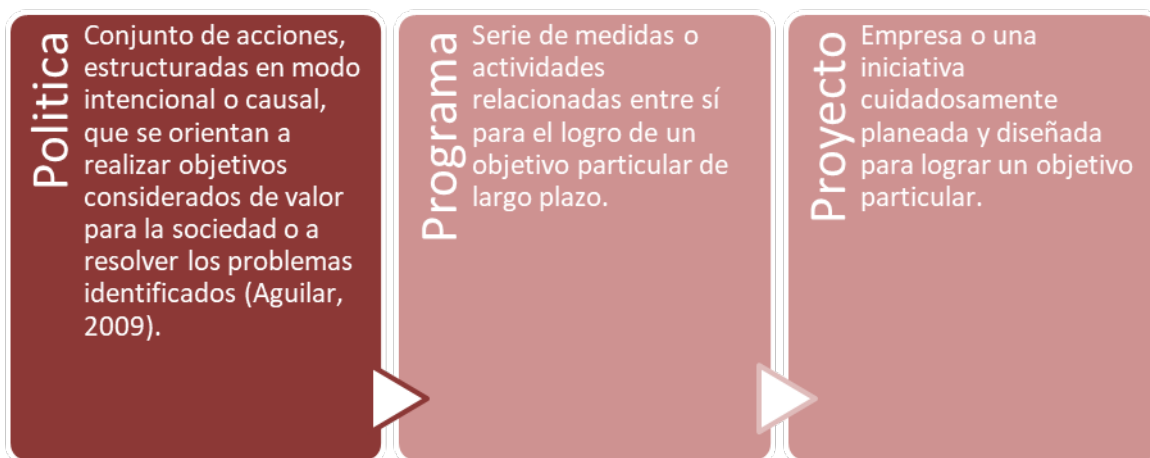 Politica
Conjunto de acciones,
estructuradas en modo
intencional o causal,
que se orientan a
realizar objetivos
considerados de valor
para la sociedad o a
resolver los problemas
identificados (Aguilar,
2009).
Programa
Serie de medidas o
actividades
relacionadas entre sí
para el logro de un
objetivo particular de
largo plazo.
Proyecto
Empresa o una
iniciativa
cuidadosamente
planeada y diseñada
para lograr un objetivo
particular.